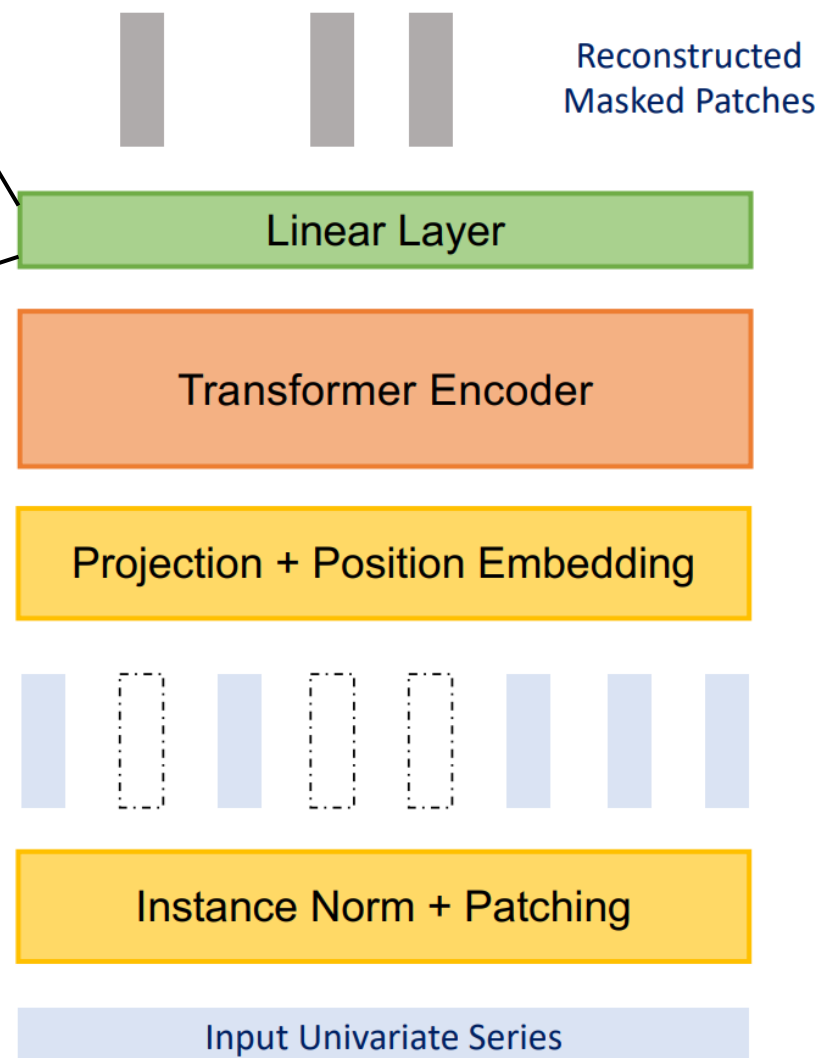 Reconstructed
Masked Patches
Linear Layer
Transformer Encoder
Projection + Position Embedding
Instance Norm + Patching
Input Univariate Series